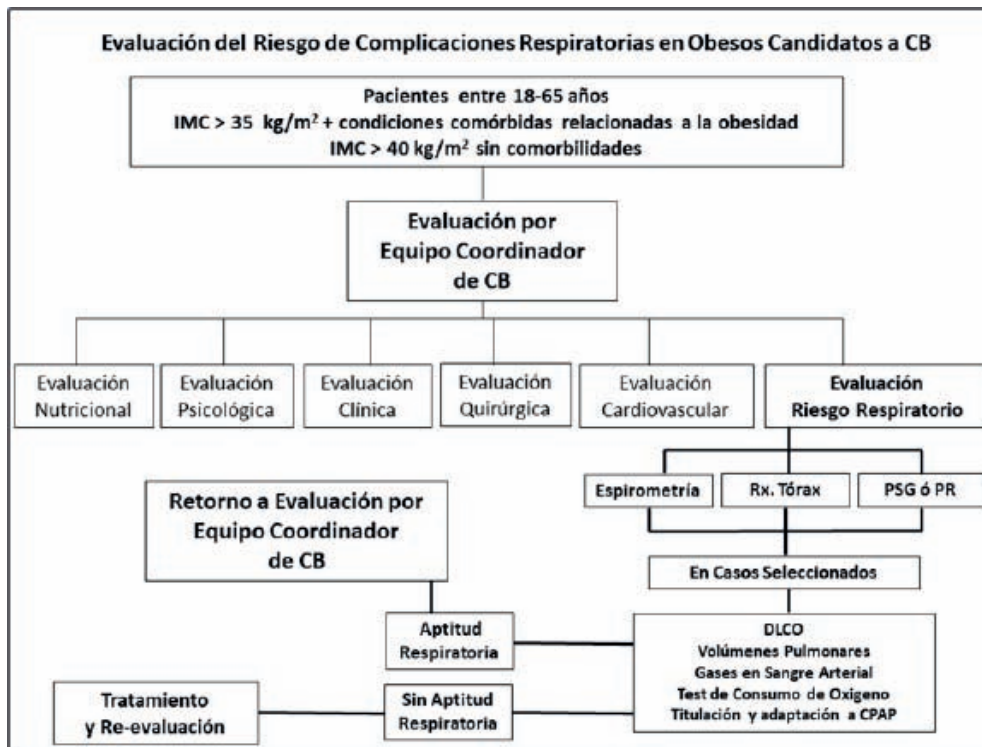 Evaluación del Riesgo de Complicaciones Respiratorias en Obesos Candidatos a CB
Pacientes entre 18-65 años
IMC > 35 kg/m² + condiciones comórbidas relacionadas a la obesidad
IMC > 40 kg/m² sin comorbilidades
Evaluación por
Equipo Coordinador
de CB
Evaluación
Nutricional
Evaluación
Psicológica
Evaluación
Clínica
Evaluación
Quirúrgica
Evaluación
Cardiovascular
Evaluación
Riesgo Respiratorio
Espirometría
Rx. Tórax
PSG ó PR
En Casos Seleccionados
DLCO
Volúmenes Pulmonares
Gases en Sangre Arterial
Test de Consumo de Oxigeno
Titulación y adaptación a CPAP
Retorno a Evaluación por
Equipo Coordinador
de CB
Aptitud
Respiratoria
Sin Aptitud
Respiratoria
Tratamiento
y Re-evaluación